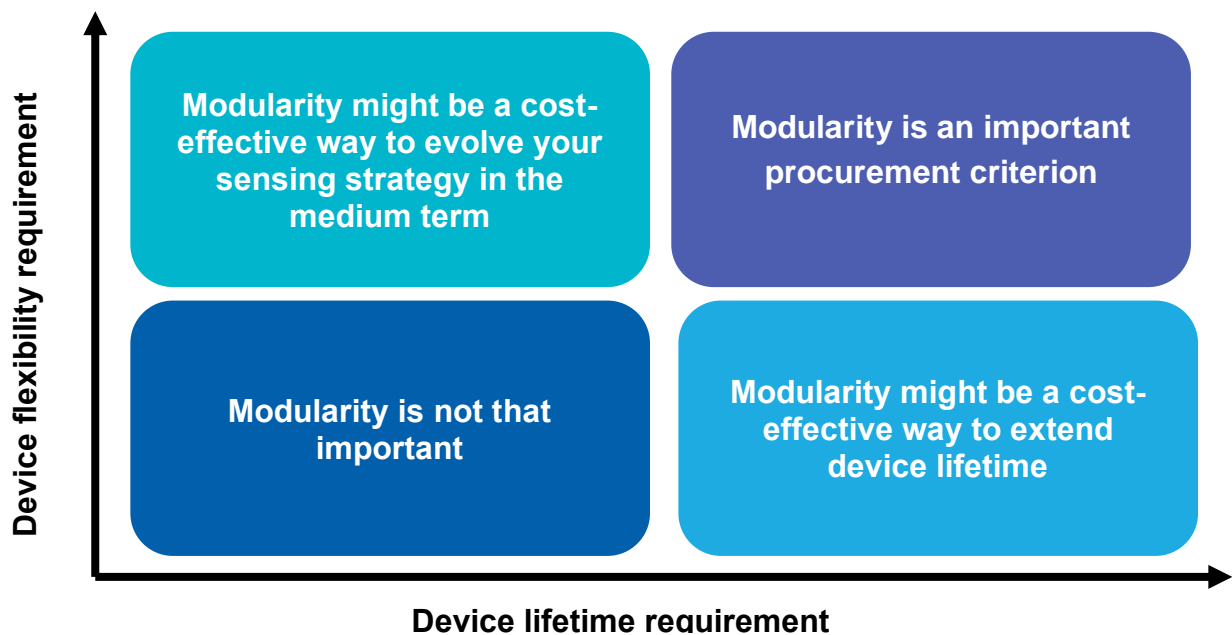 Device flexibility requirement
Modularity might be a cost-
effective way to evolve your
sensing strategy in the
medium term
Modularity is an important
procurement criterion
Modularity is not that
important
Modularity might be a cost-
effective way to extend
device lifetime
Device lifetime requirement